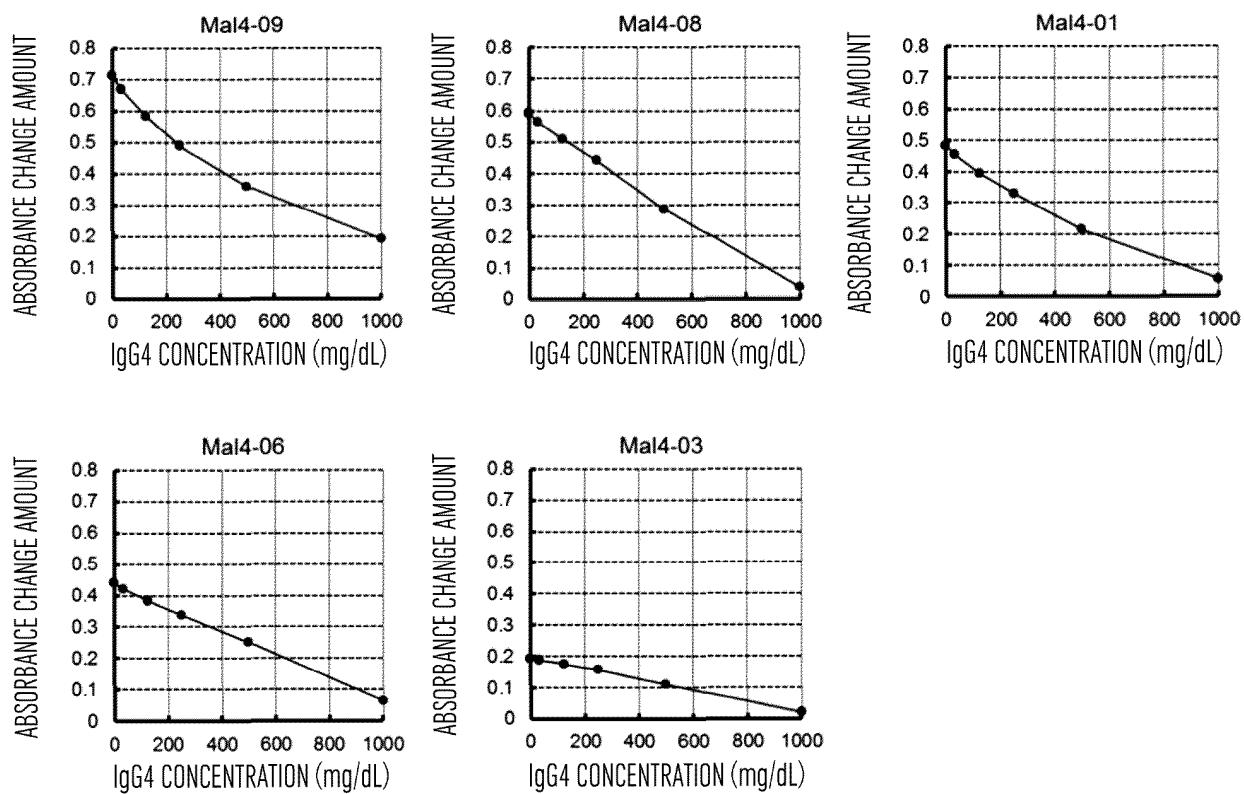 Mal4-09
ABSORBANCE CHANGE AMOUNT
0.8
0.7
0.6
0.5
0.4
0.3
0.2
0.1
0
0 200 400 600 800 1000
IgG4 CONCENTRATION (mg/dL)
Mal4-08
ABSORBANCE CHANGE AMOUNT
0.8
0.7
0.6
0.5
0.4
0.3
0.2
0.1
0
0 200 400 600 800 1000
IgG4 CONCENTRATION (mg/dL)
Mal4-01
ABSORBANCE CHANGE AMOUNT
0.8
0.7
0.6
0.5
0.4
0.3
0.2
0.1
0
0 200 400 600 800 1000
IgG4 CONCENTRATION (mg/dL)
Mal4-06
ABSORBANCE CHANGE AMOUNT
0.8
0.7
0.6
0.5
0.4
0.3
0.2
0.1
0
0 200 400 600 800 1000
IgG4 CONCENTRATION (mg/dL)
Mal4-03
ABSORBANCE CHANGE AMOUNT
0.8
0.7
0.6
0.5
0.4
0.3
0.2
0.1
0
0 200 400 600 800 1000
IgG4 CONCENTRATION (mg/dL)